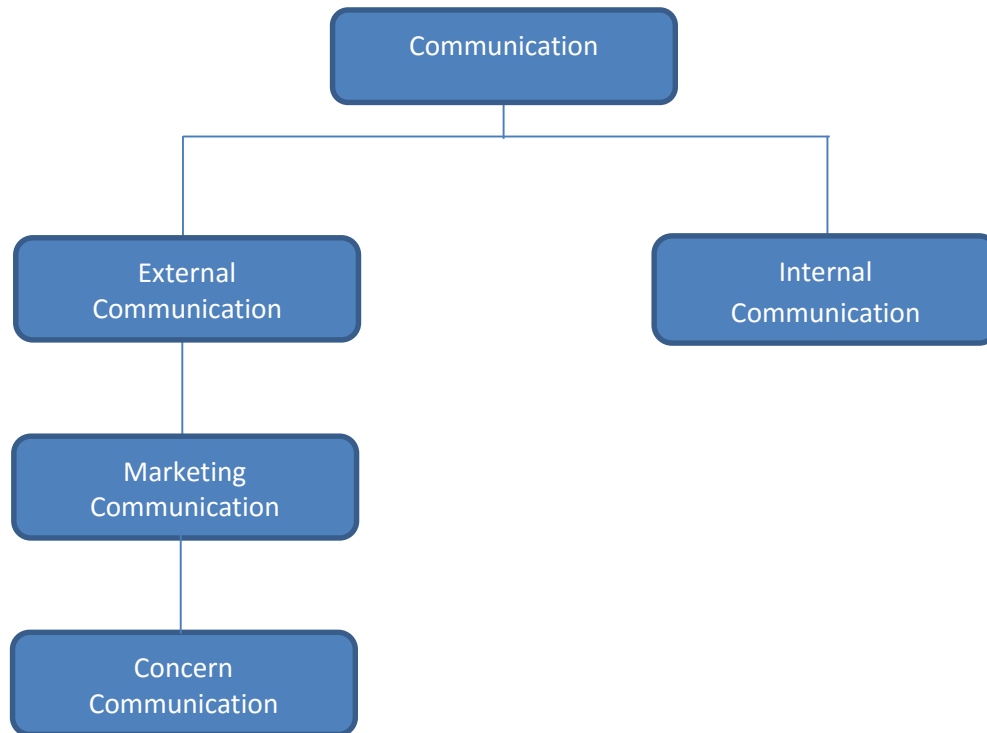 Communication
External
Communication
Internal
Communication
Marketing
Communication
Concern
Communication